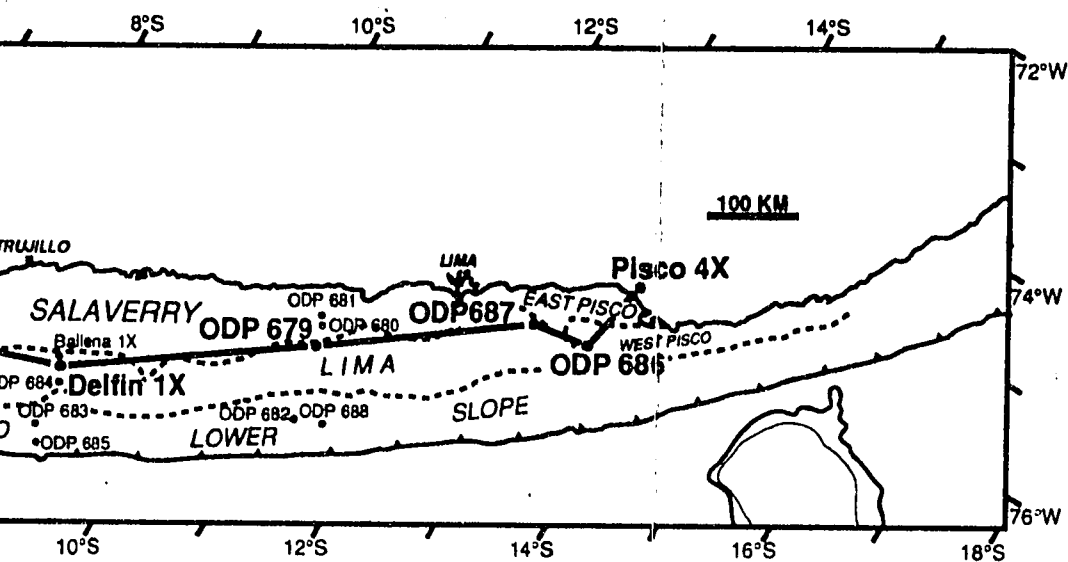 8°S 10°S 12°S 14°S
72°W
100 KM
TRUJILLO
LIMA
Pisco 4X
74°W
ODP 681
EAST PISCO
SALAVERRY
ODP687
ODP 679
ODP 680
Ballena 1X
WEST PISCO
LIMA
ODP 686
DP 684
Delfin 1X
ODP 683
ODP 682
ODP 688
SLOPE
O
LOWER
ODP 685
76°W
10°S 12°S 14°S 16°S 18°S